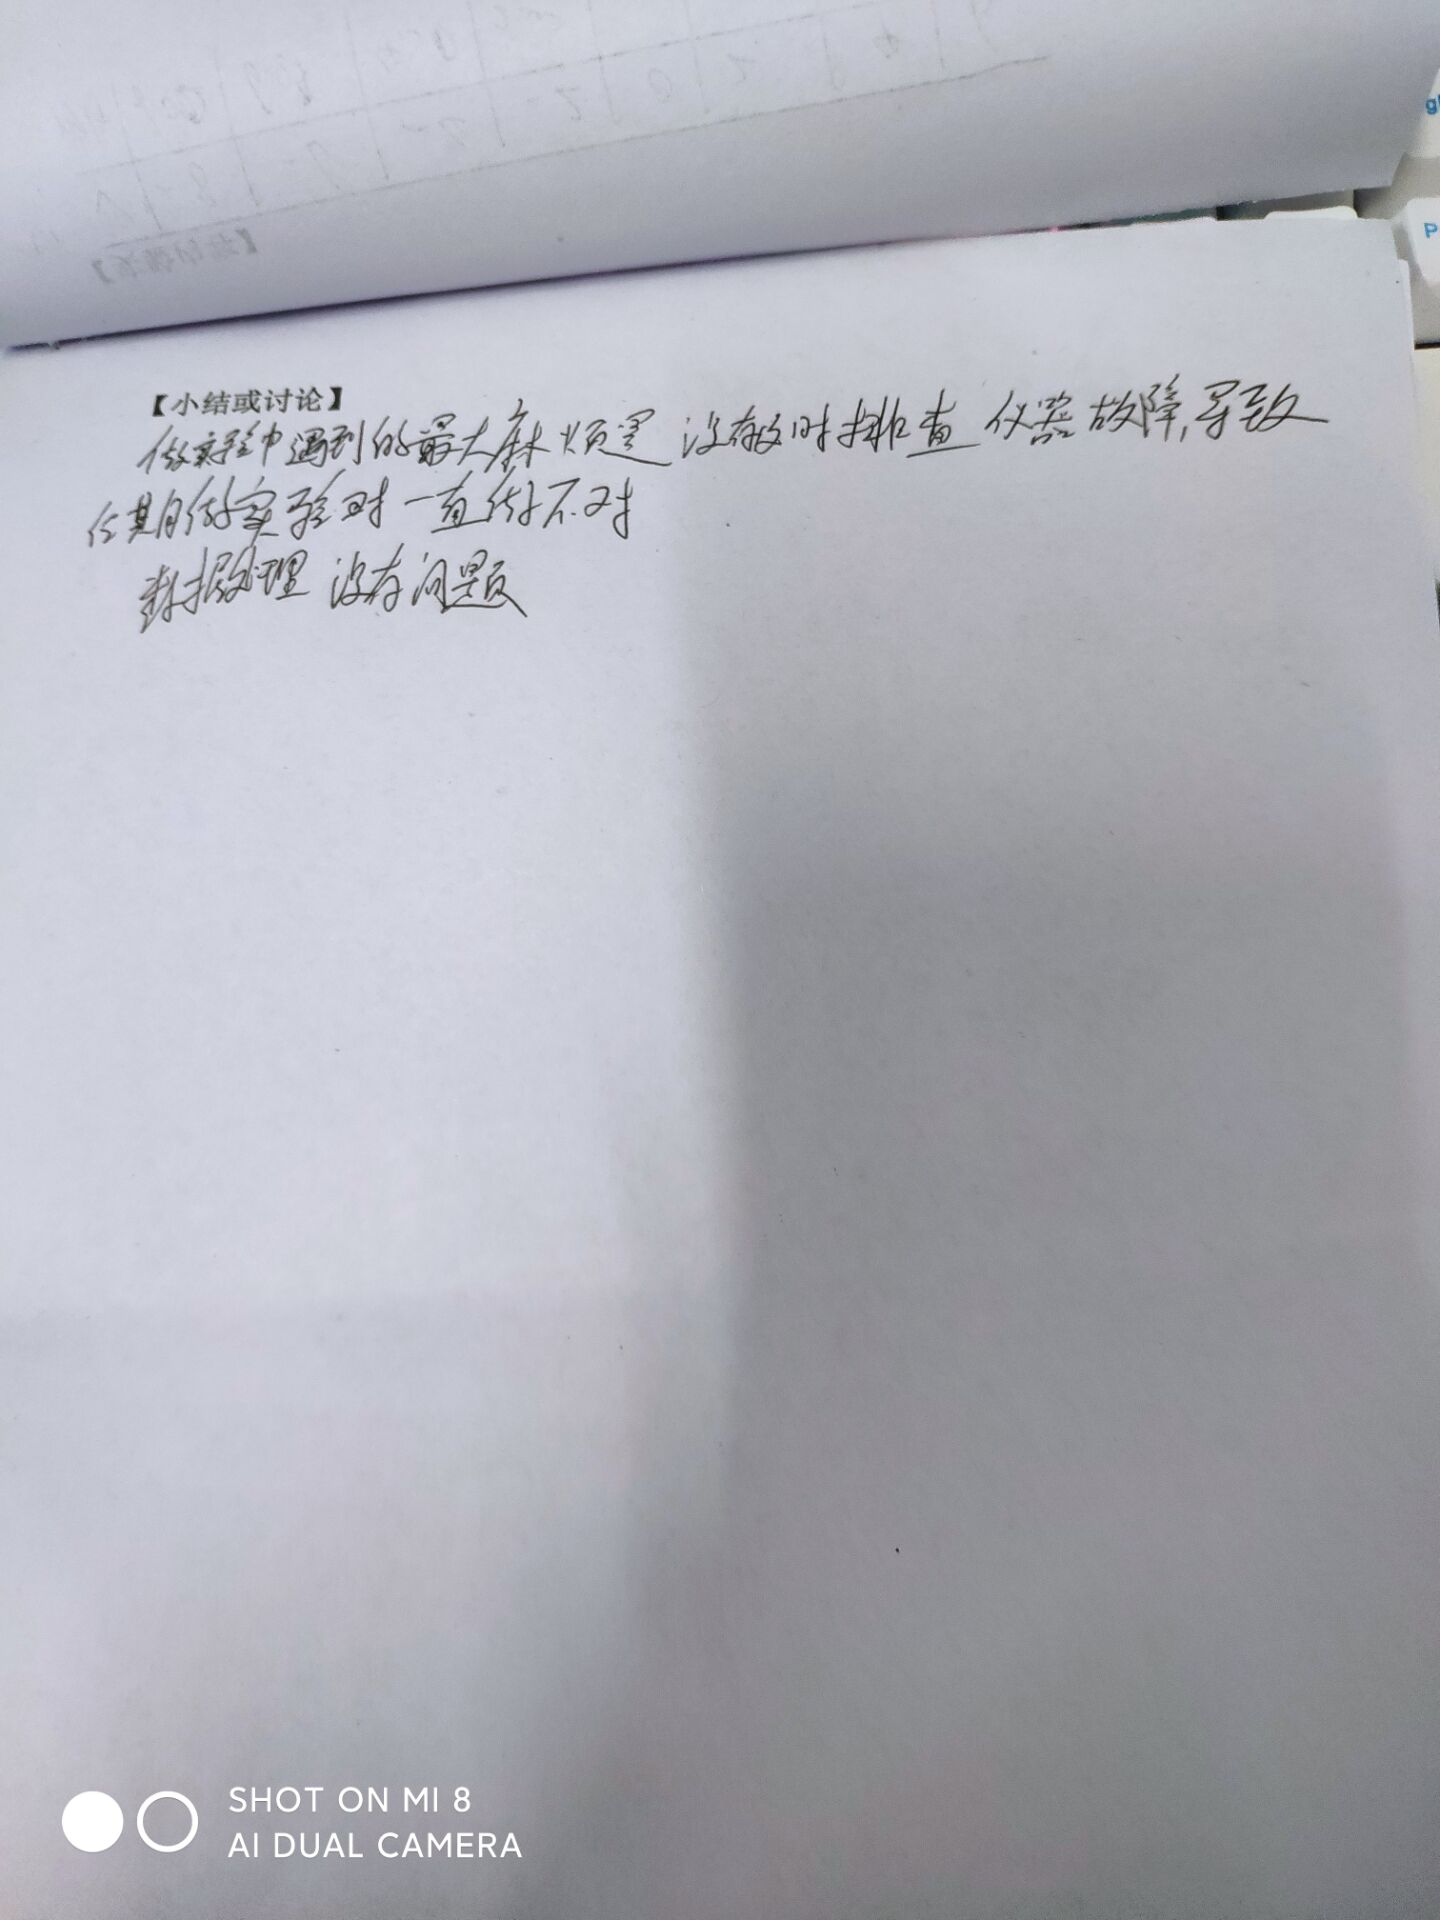 【小结或讨论】
做实验中遇到的最大麻烦是没有及时排查仪器故障,导致
做实验时一直做不对
数据处理没有问题
SHOT ON MI 8
AI DUAL CAMERA